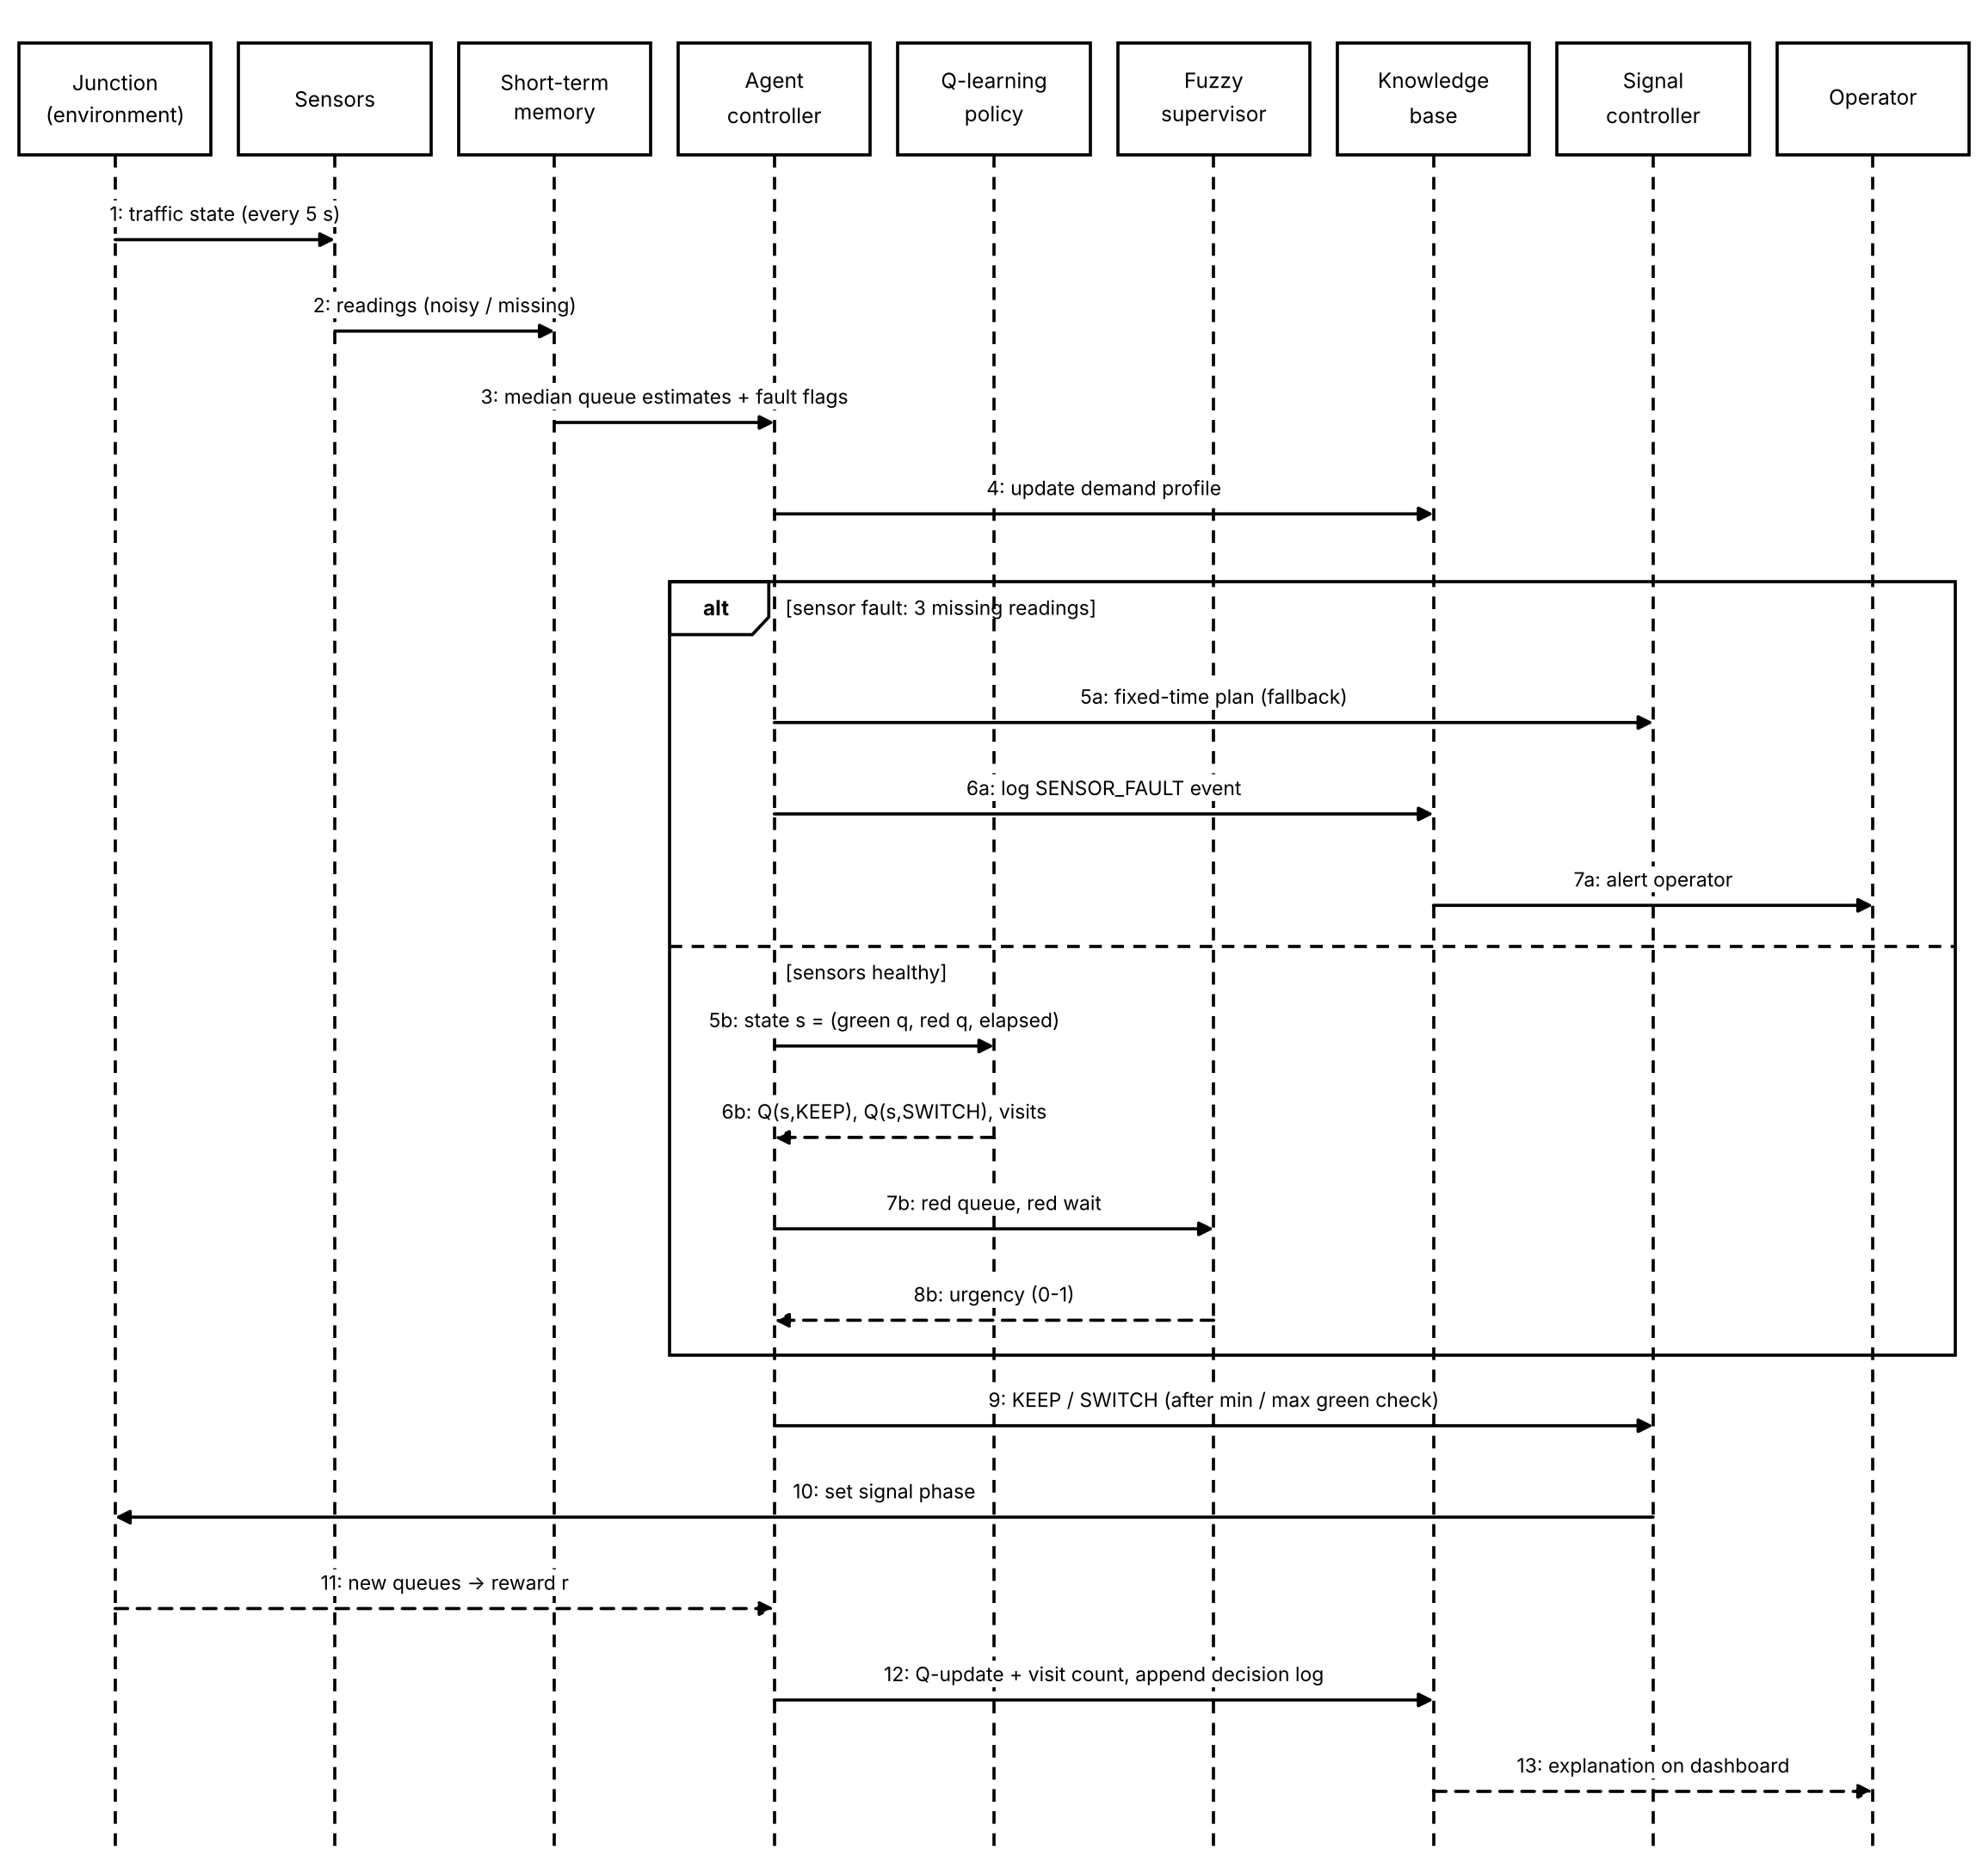 Junction
(environment)
Sensors
Short-term
memory
Agent
controller
Q-learning
policy
Fuzzy
supervisor
Knowledge
base
Signal
controller
Operator
1: traffic state (every 5 s)
2: readings (noisy / missing)
3: median queue estimates + fault flags
4: update demand profile
alt
[sensor fault: 3 missing readings]
5a: fixed-time plan (fallback)
6a: log SENSOR_FAULT event
7a: alert operator
[sensors healthy]
5b: state s = (green q, red q, elapsed)
6b: Q(s,KEEP), Q(s,SWITCH), visits
7b: red queue, red wait
8b: urgency (0-1)
9: KEEP / SWITCH (after min / max green check)
10: set signal phase
11: new queues → reward r
12: Q-update + visit count, append decision log
13: explanation on dashboard